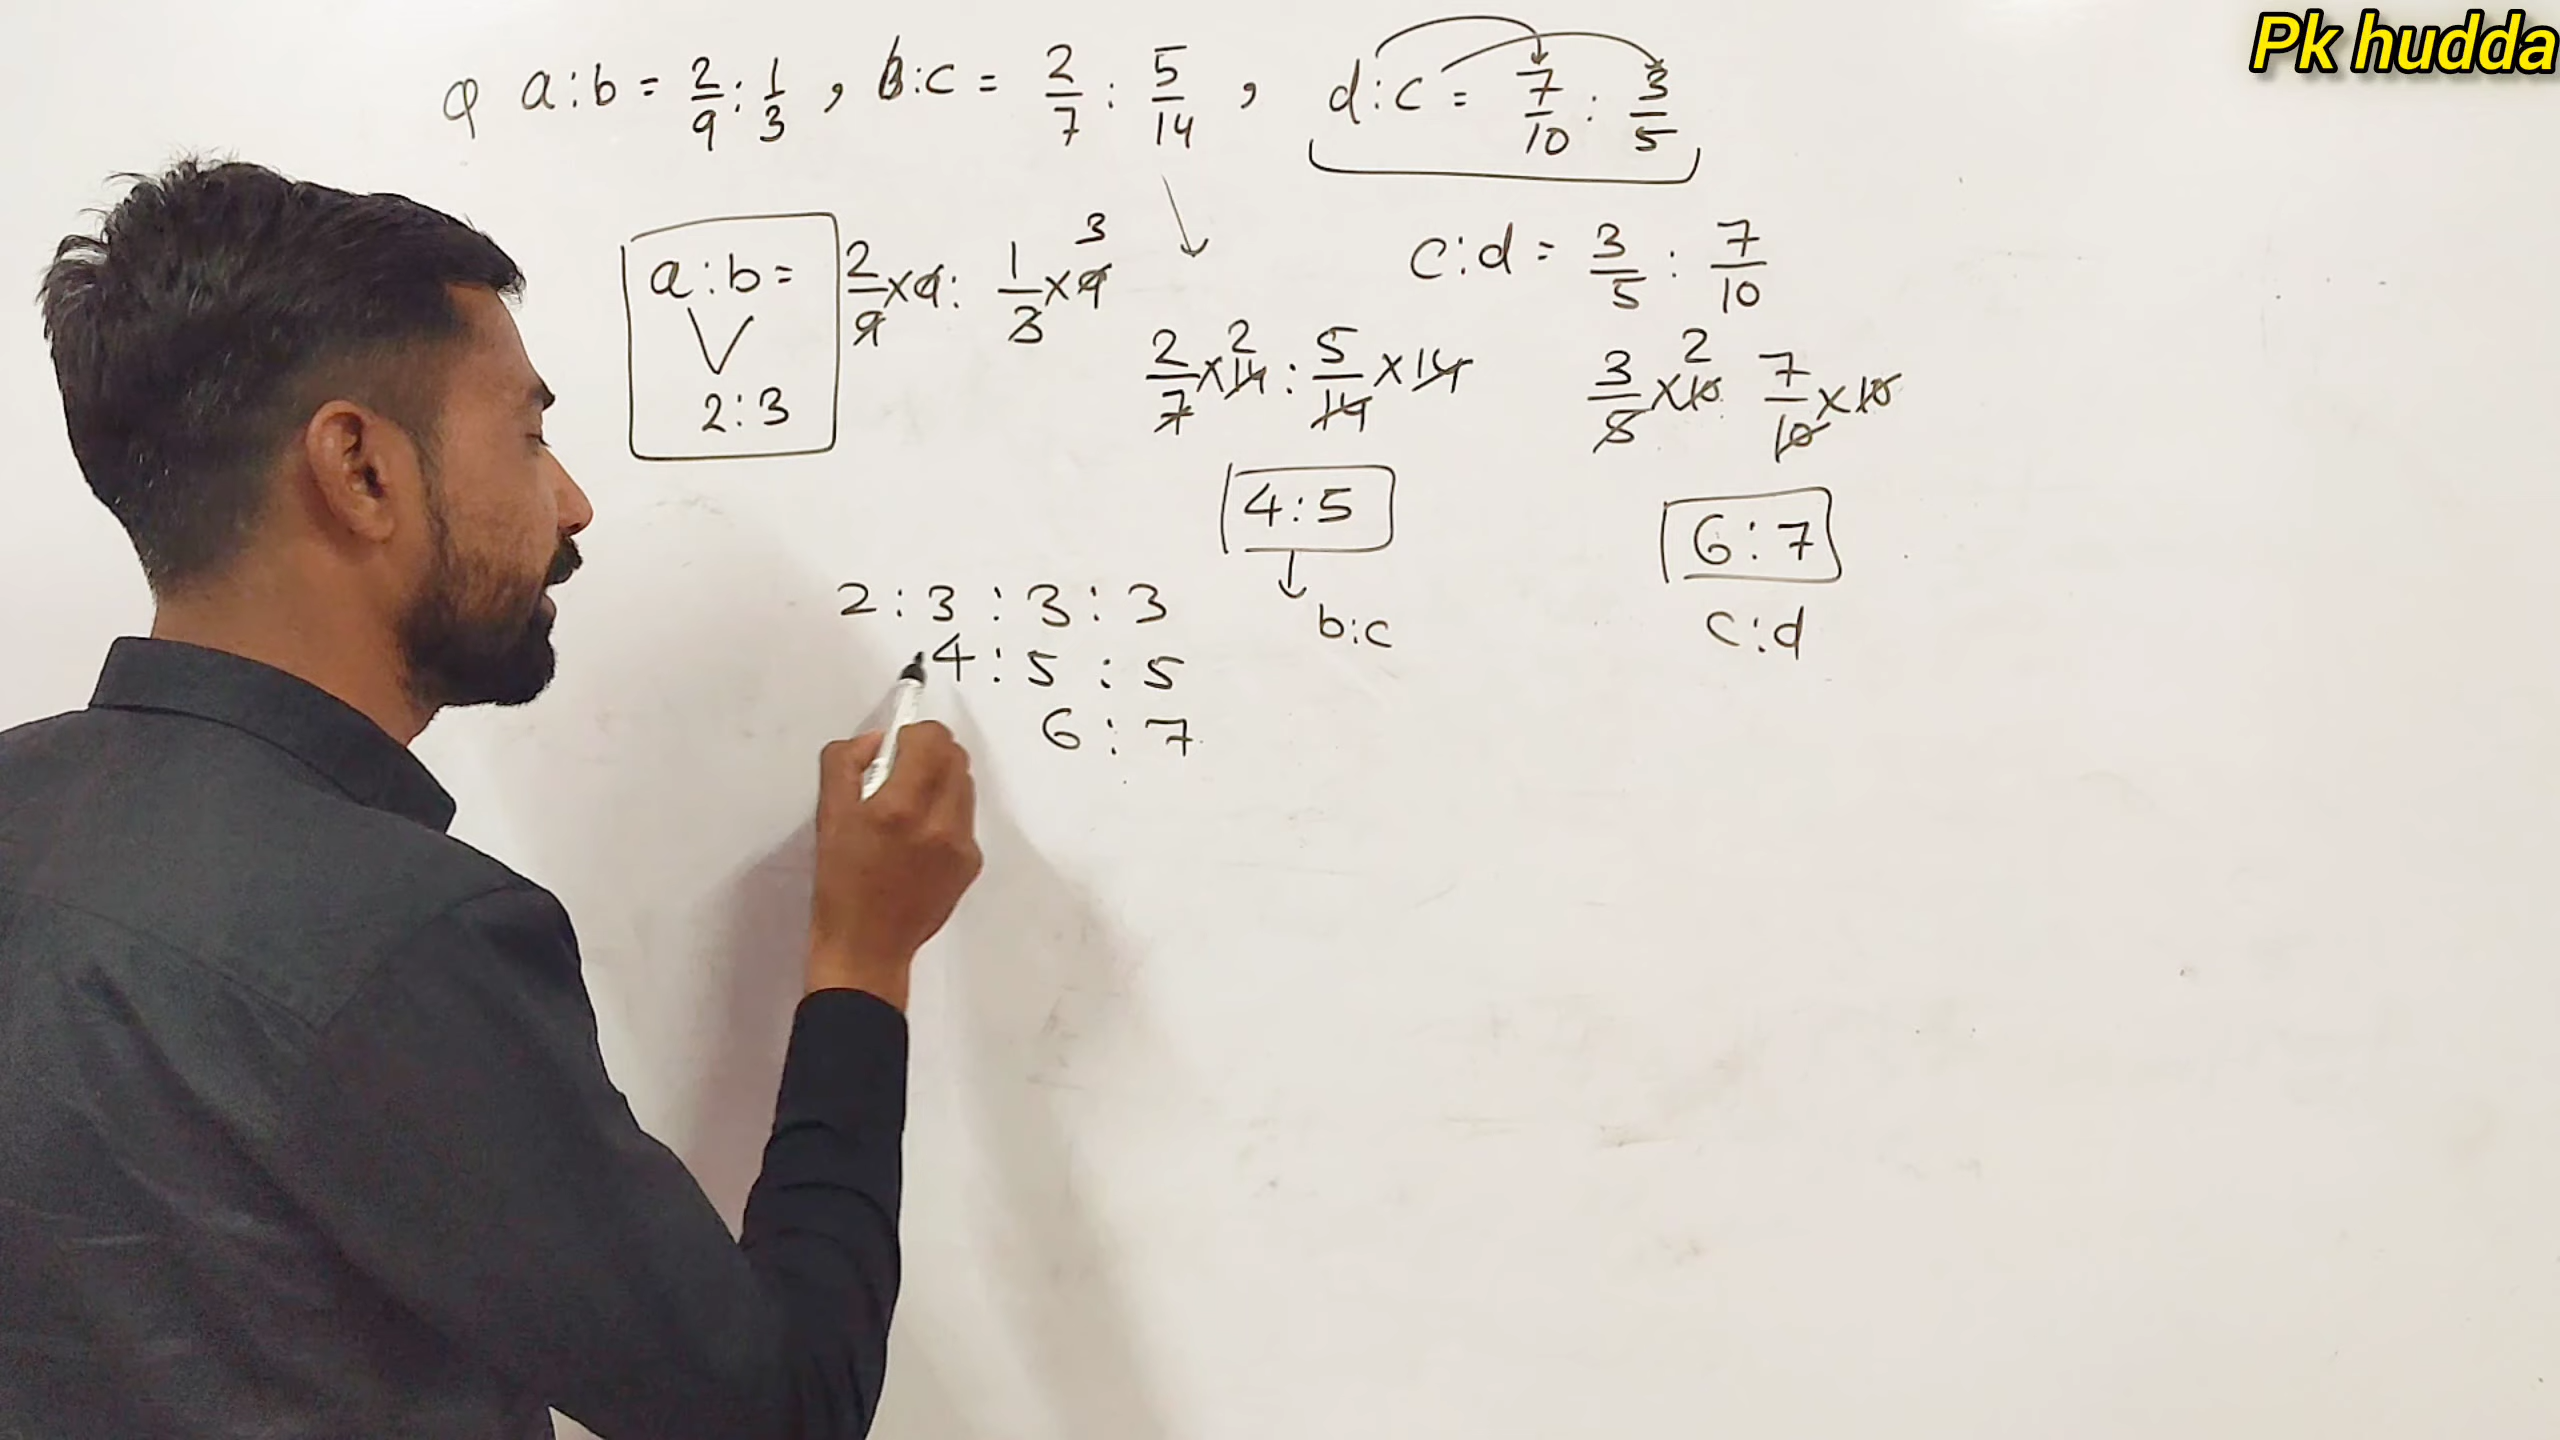 Pk hudda
Q a:b = 2/9 : 1/3 , b:c = 2/7 : 5/14 , d:c = 7/10 : 3/5
a:b = 2/9 × 9 : 1/3 × 9 3
2:3
c:d = 3/5 : 7/10
2/7 × 14 2 : 5/14 × 14
3/5 × 10 2 7/10 × 10
4:5
b:c
6:7
c:d
2:3:3:3
4:5:5
6:7